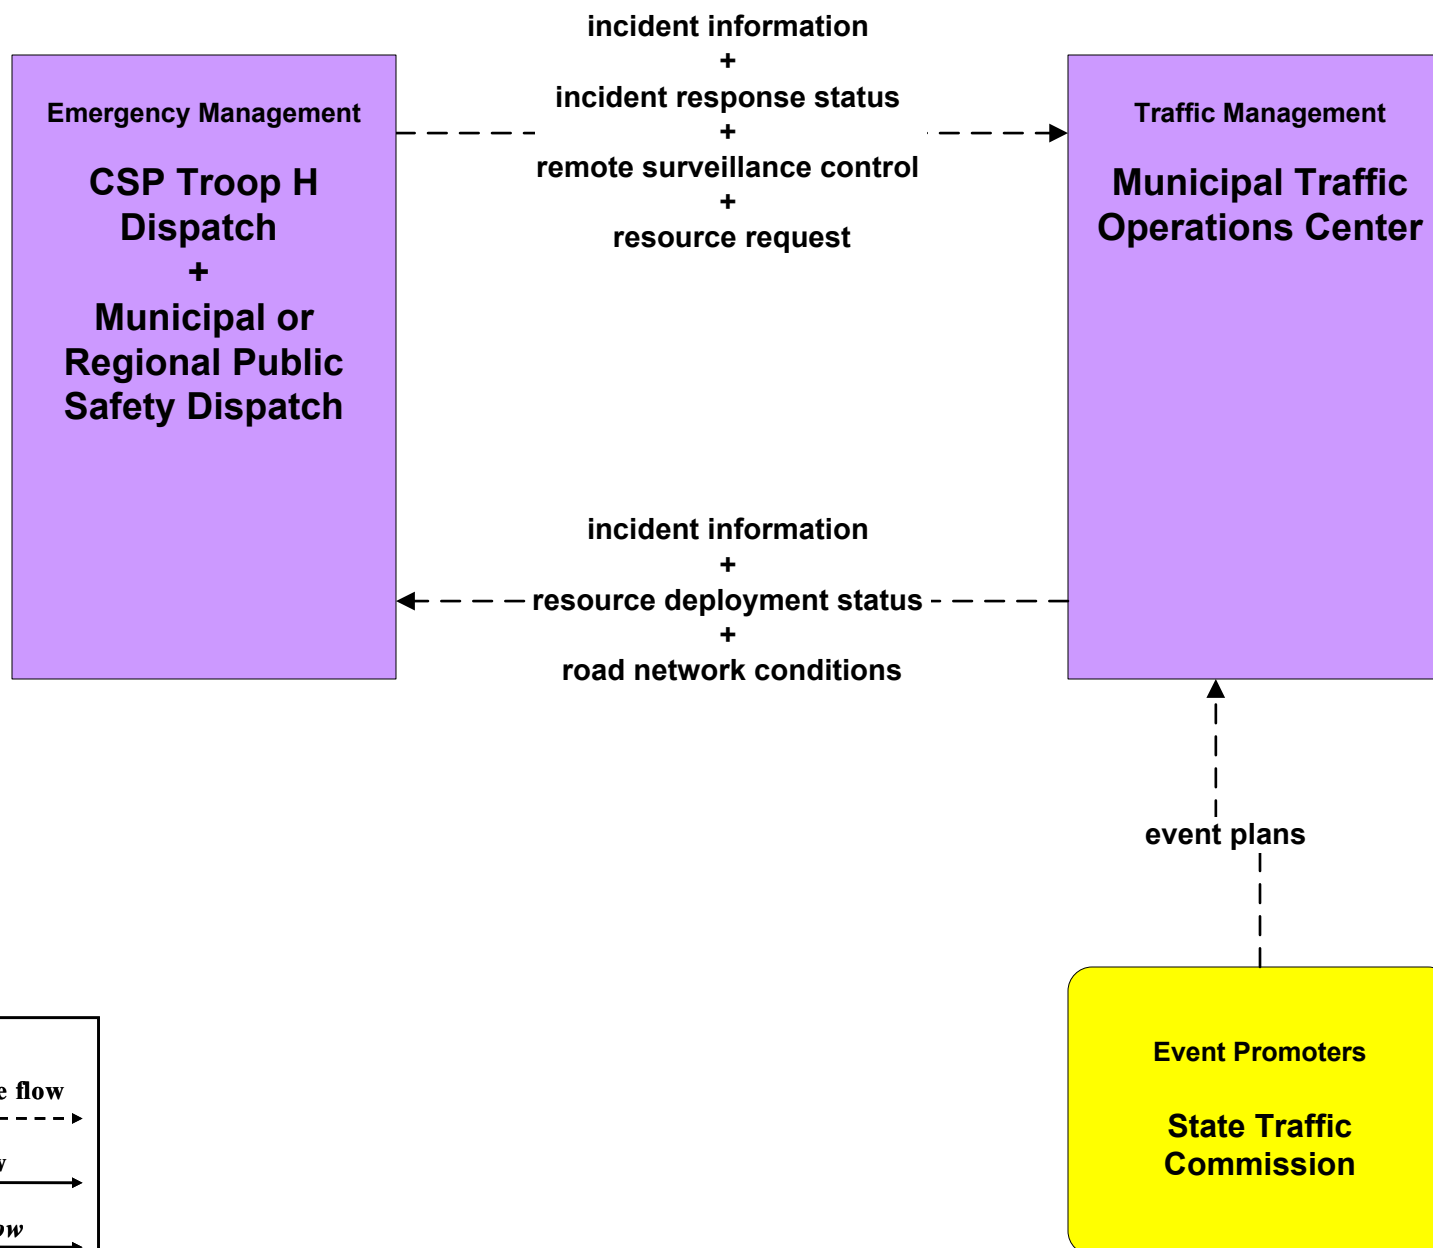 incident information
+
incident response status
+
remote surveillance control
+
resource request
Emergency Management
CSP Troop H
Dispatch
+
Municipal or
Regional Public
Safety Dispatch
Traffic Management
Municipal Traffic
Operations Center
incident information
+
resource deployment status
+
road network conditions
event plans
Event Promoters
State Traffic
Commission
flow